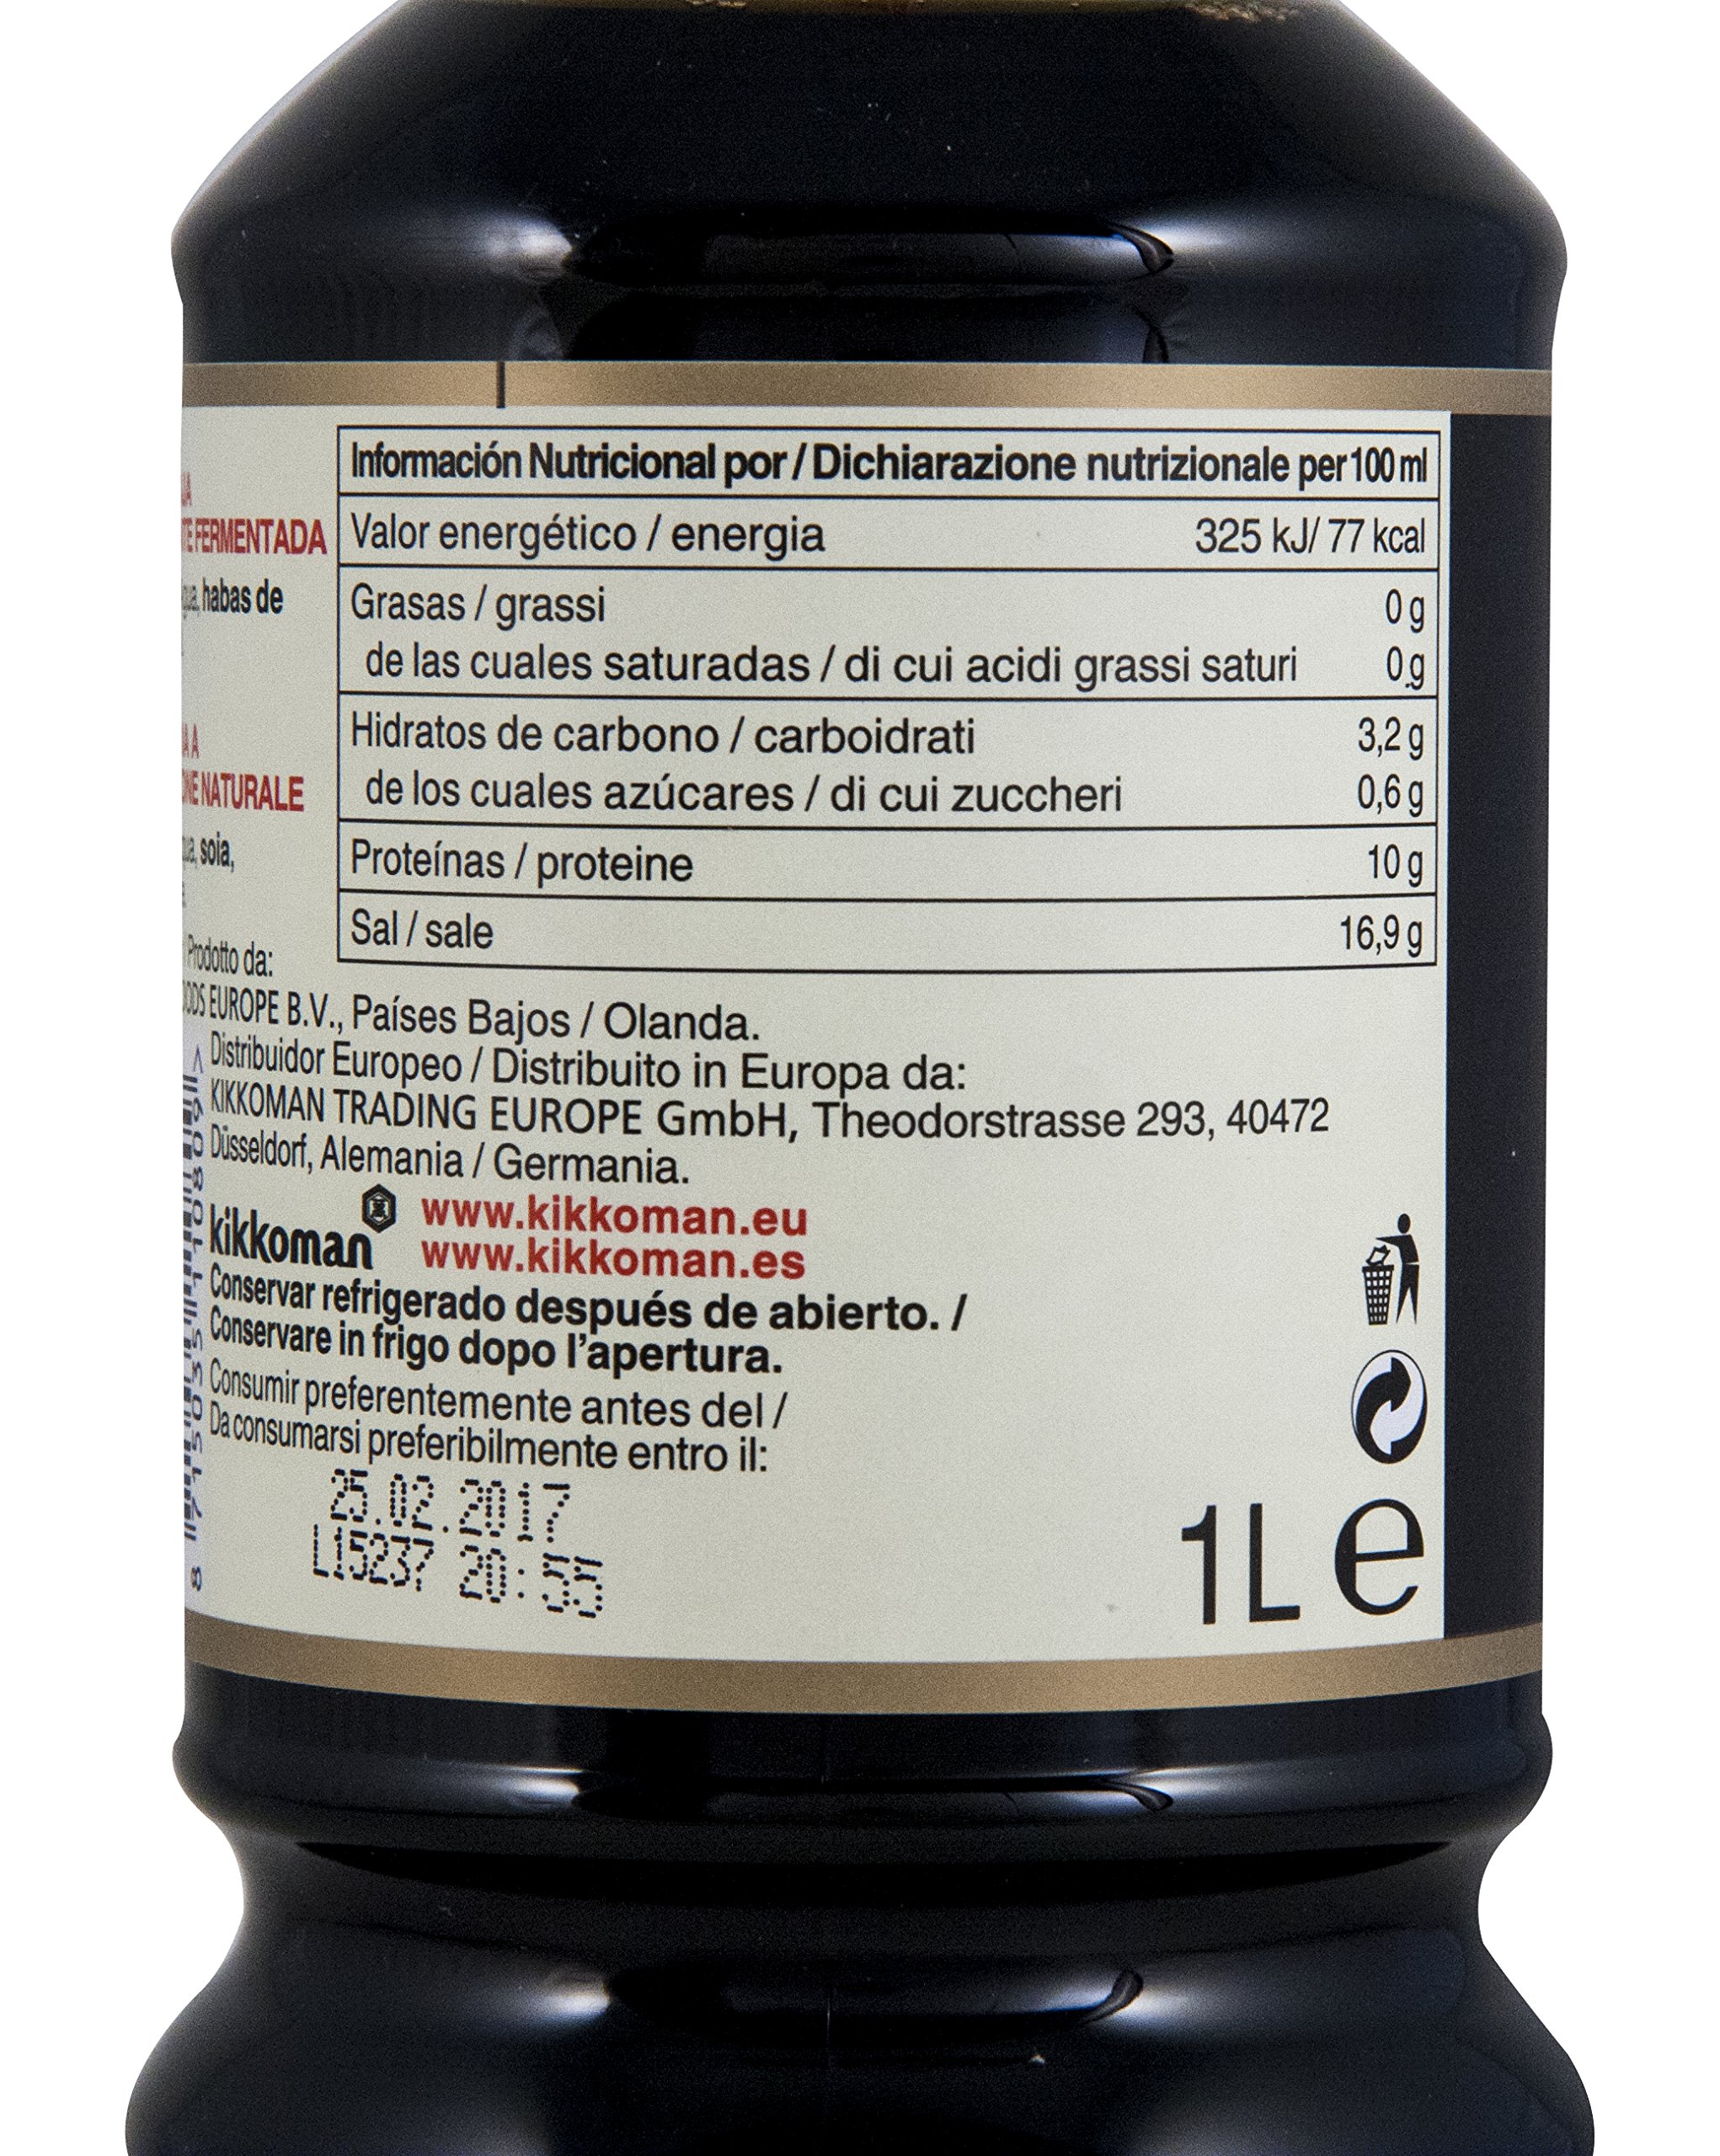 FERMENTADA
habas de
NATURALE
soia,
Información Nutricional por / Dichiarazione nutrizionale per 100 ml
Valor energético / energia 325 kJ/ 77 kcal
Grasas / grassi 0 g
de las cuales saturadas / di cui acidi grassi saturi 0 g
Hidratos de carbono / carboidrati 3,2 g
de los cuales azúcares / di cui zuccheri 0,6 g
Proteínas / proteine 10 g
Sal / sale 16,9 g
Prodotto da:
EUROPE B.V., Países Bajos / Olanda.
Distribuidor Europeo / Distribuito in Europa da:
KIKKOMAN TRADING EUROPE GmbH, Theodorstrasse 293, 40472
Düsseldorf, Alemania / Germania.
kikkoman www.kikkoman.eu
www.kikkoman.es
Conservar refrigerado después de abierto. /
Conservare in frigo dopo l'apertura.
Consumir preferentemente antes del /
Da consumarsi preferibilmente entro il:
25.02.2017
L15237 20:55
1L e
8 715035 110809 >